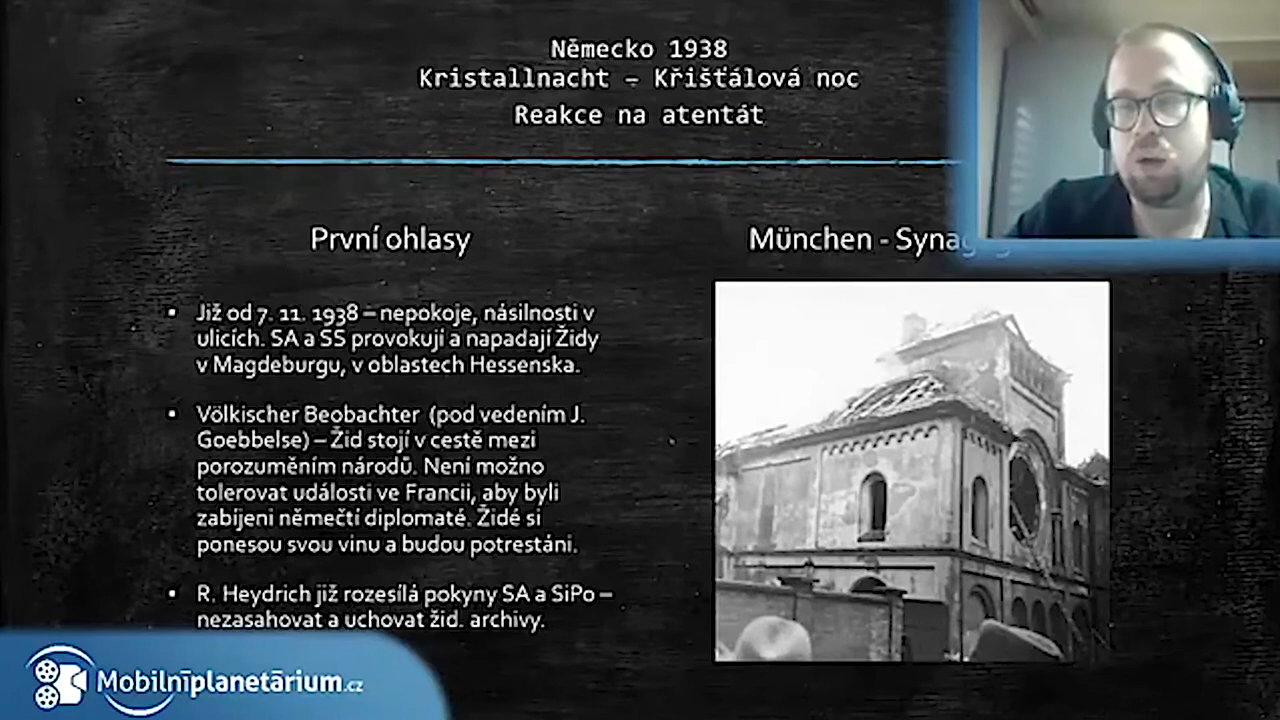 Německo 1938
Kristallnacht – Křišťálová noc
Reakce na atentát
První ohlasy
▪ Již od 7. 11. 1938 – nepokoje, násilnosti v
ulicích. SA a SS provokují a napadají Židy
v Magdeburgu, v oblastech Hessenska.
▪ Völkischer Beobachter (pod vedením J.
Goebbelse) – Žid stojí v cestě mezi
porozuměním národů. Není možno
tolerovat události ve Francii, aby byli
zabíjeni němečtí diplomaté. Židé si
ponesou svou vinu a budou potrestáni.
▪ R. Heydrich již rozesílá pokyny SA a SiPo –
nezasahovat a uchovat žid. archivy.
München -
Mobilnīplanetārium.cz